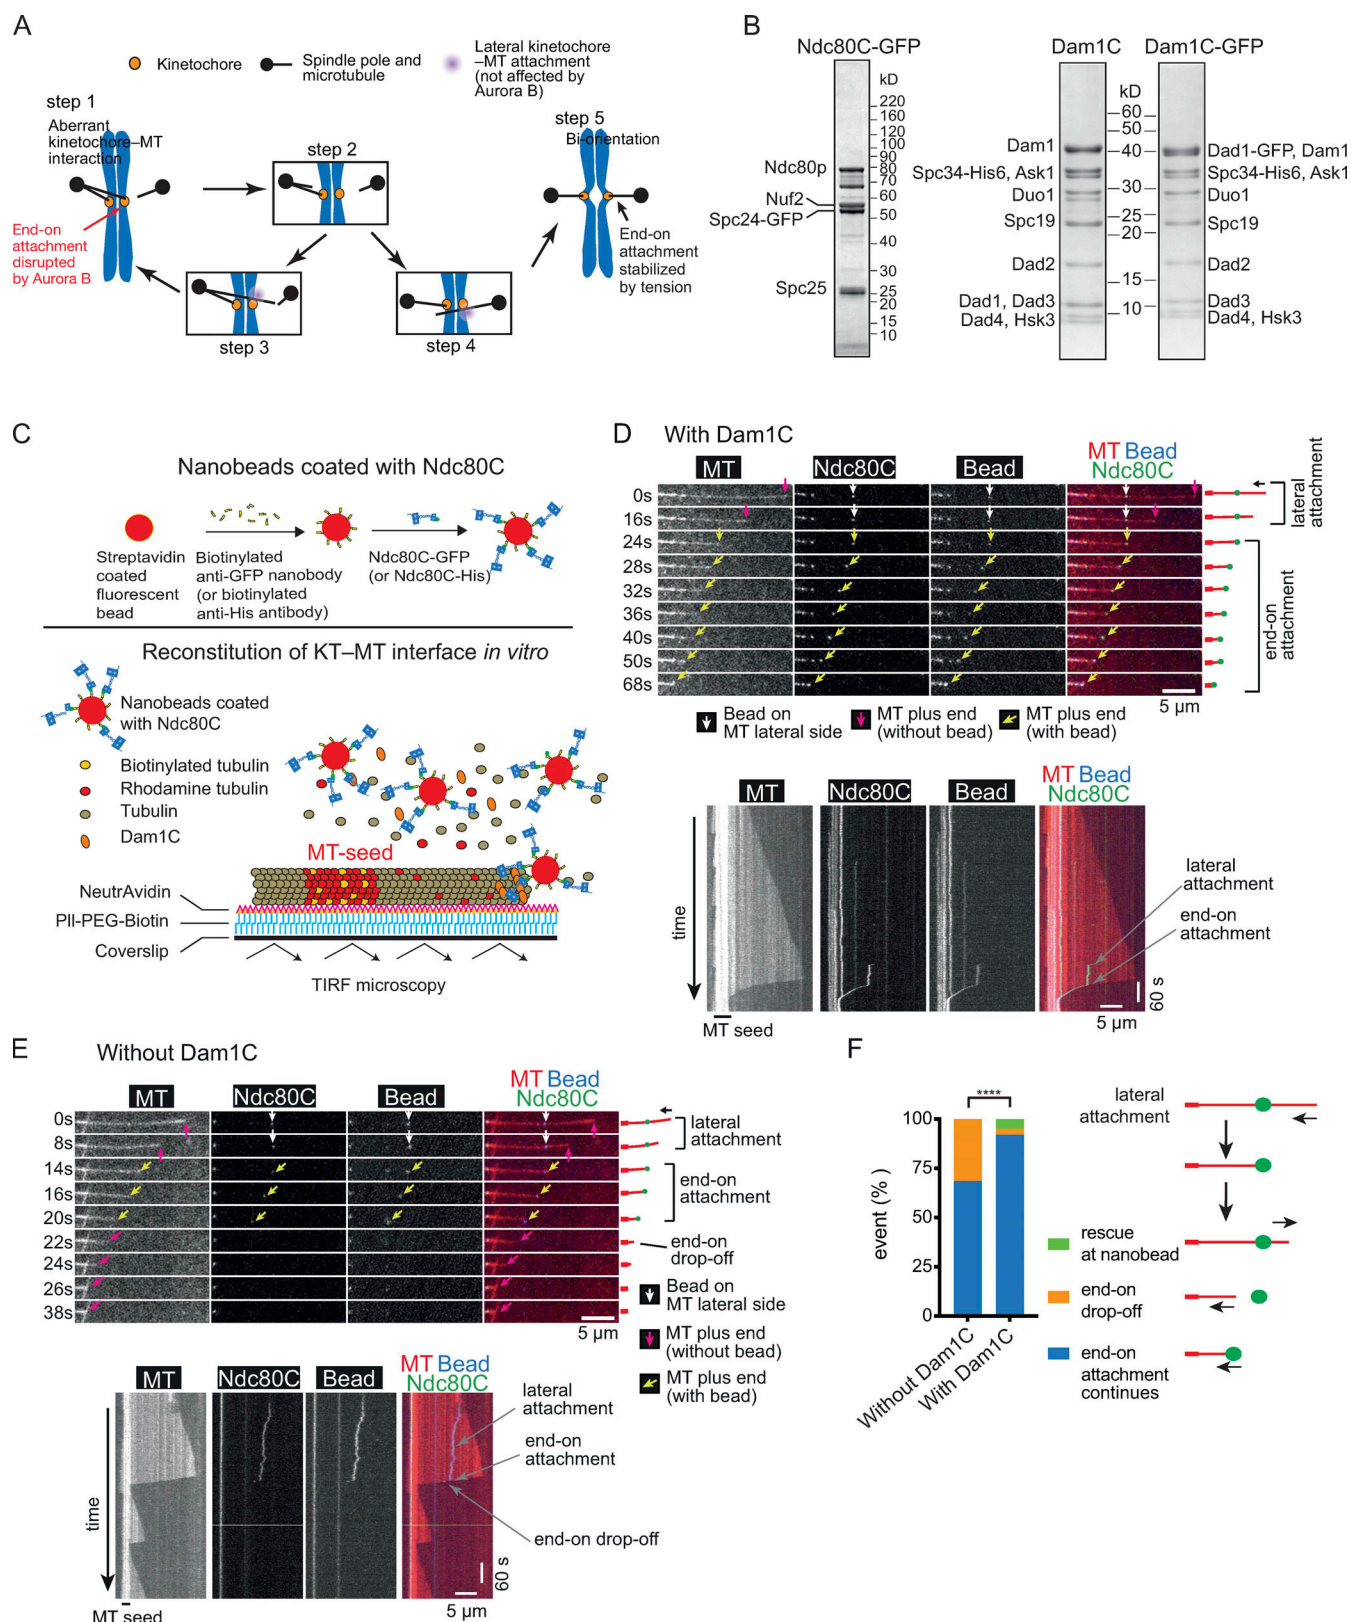 A
Kinetochore
Spindle pole and
microtubule
Lateral kinetochore
–MT attachment
(not affected by
Aurora B)
step 1
Aberrant
kinetochore–MT
interaction
End-on
attachment
disrupted
by Aurora B
step 2
step 3
step 4
step 5
Bi-orientation
End-on
attachment
stabilized
by tension
B
Ndc80C-GFP
kD
220
160
120
100
90
80
70
60
50
40
30
25
20
15
10
Ndc80p
Nuf2
Spc24-GFP
Spc25
Dam1C
Dam1C-GFP
kD
60
50
40
30
25
20
15
10
Dam1
Spc34-His6, Ask1
Duo1
Spc19
Dad2
Dad1, Dad3
Dad4, Hsk3
Dad1-GFP, Dam1
Spc34-His6, Ask1
Duo1
Spc19
Dad2
Dad3
Dad4, Hsk3
C
Nanobeads coated with Ndc80C
Streptavidin
coated
fluorescent
bead
Biotinylated
anti-GFP nanobody
(or biotinylated
anti-His antibody)
Ndc80C-GFP
(or Ndc80C-His)
Reconstitution of KT–MT interface in vitro
Nanobeads coated
with Ndc80C
Biotinylated tubulin
Rhodamine tubulin
Tubulin
Dam1C
MT-seed
NeutrAvidin
Pll-PEG-Biotin
Coverslip
TIRF microscopy
D
With Dam1C
MT
Ndc80C
Bead
MT Bead
Ndc80C
0s
16s
24s
28s
32s
36s
40s
50s
68s
lateral
attachment
end-on
attachment
5 µm
Bead on
MT lateral side
MT plus end
(without bead)
MT plus end
(with bead)
MT
Ndc80C
Bead
MT Bead
Ndc80C
time
lateral
attachment
end-on
attachment
60 s
5 µm
MT seed
E
Without Dam1C
MT
Ndc80C
Bead
MT Bead
Ndc80C
0s
8s
14s
16s
20s
22s
24s
26s
38s
lateral
attachment
end-on
attachment
end-on
drop-off
5 µm
Bead on
MT lateral side
MT plus end
(without bead)
MT plus end
(with bead)
MT
Ndc80C
Bead
MT Bead
Ndc80C
time
lateral
attachment
end-on
attachment
end-on drop-off
60 s
5 µm
MT seed
F
****
100
75
50
25
0
event (% )
Without Dam1C
With Dam1C
rescue
at nanobead
end-on
drop-off
end-on
attachment
continues
lateral
attachment